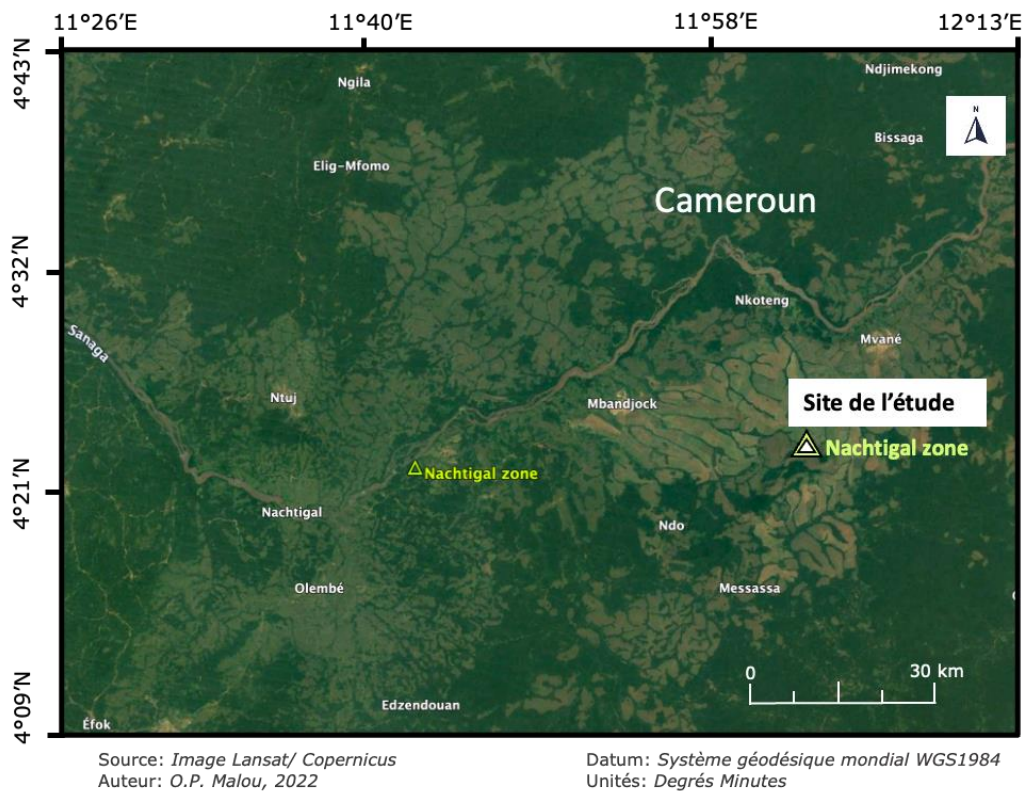 11°26’E 11°40’E 11°58’E 12°13’E
4°43’N
Ngila
Ndjimekong
N
Bissaga
Elig-Mfomo
Cameroun
4°32’N
Nkoteng
Sanaga
Mvané
Ntuj
Mbandjock
Site de l’étude
Nachtigal zone
Nachtigal zone
4°21’N
Nachtigal
Ndo
Olembé
Messassa
0 30 km
4°09’N
Edzendouan
Éfok
Source: Image Lansat/ Copernicus
Auteur: O.P. Malou, 2022
Datum: Système géodésique mondial WGS1984
Unités: Degrés Minutes